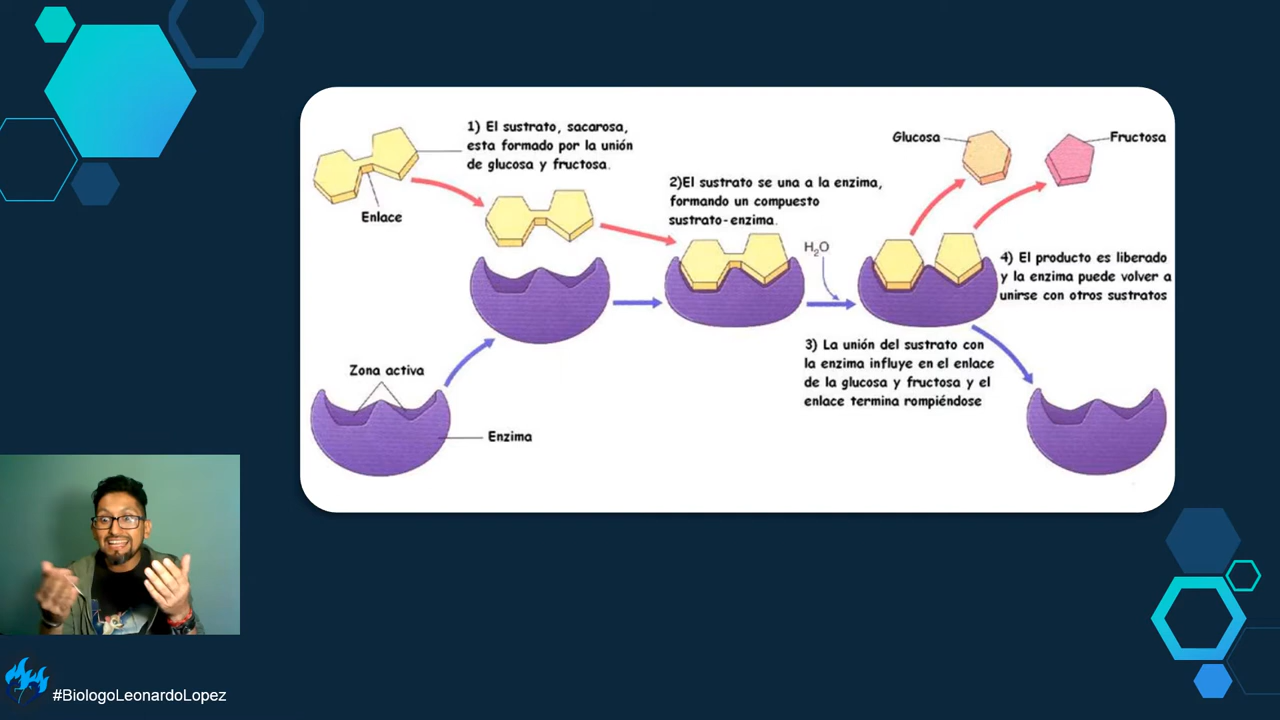 1) El sustrato, sacarosa,
esta formado por la unión
de glucosa y fructosa.
Enlace
2)El sustrato se una a la enzima,
formando un compuesto
sustrato-enzima.
H₂O
Glucosa
Fructosa
4) El producto es liberado
y la enzima puede volver a
unirse con otros sustratos
3) La unión del sustrato con
la enzima influye en el enlace
de la glucosa y fructosa y el
enlace termina rompiéndose
Zona activa
Enzima
#BiologoLeonardoLopez